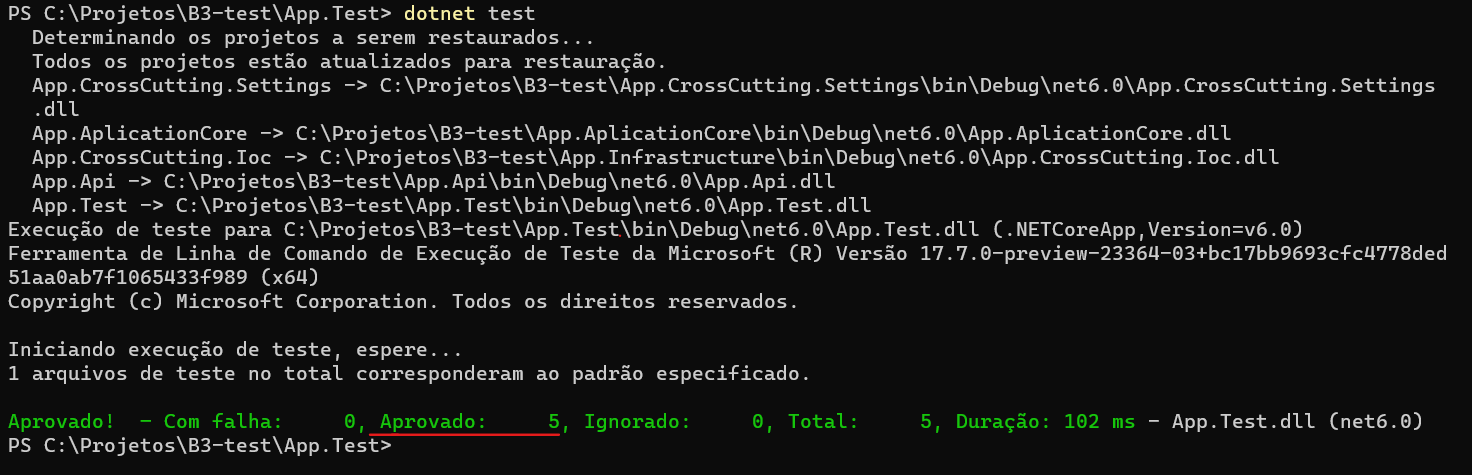 PS C:\Projetos\B3-test\App.Test> dotnet test
  Determinando os projetos a serem restaurados...
  Todos os projetos estão atualizados para restauração.
  App.CrossCutting.Settings -> C:\Projetos\B3-test\App.CrossCutting.Settings\bin\Debug\net6.0\App.CrossCutting.Settings
  .dll
  App.AplicationCore -> C:\Projetos\B3-test\App.AplicationCore\bin\Debug\net6.0\App.AplicationCore.dll
  App.CrossCutting.Ioc -> C:\Projetos\B3-test\App.Infrastructure\bin\Debug\net6.0\App.CrossCutting.Ioc.dll
  App.Api -> C:\Projetos\B3-test\App.Api\bin\Debug\net6.0\App.Api.dll
  App.Test -> C:\Projetos\B3-test\App.Test\bin\Debug\net6.0\App.Test.dll
Execução de teste para C:\Projetos\B3-test\App.Test\bin\Debug\net6.0\App.Test.dll (.NETCoreApp,Version=v6.0)
Ferramenta de Linha de Comando de Execução de Teste da Microsoft (R) Versão 17.7.0-preview-23364-03+bc17bb9693cfc4778ded
51aa0ab7f1065433f989 (x64)
Copyright (c) Microsoft Corporation. Todos os direitos reservados.

Iniciando execução de teste, espere...
1 arquivos de teste no total corresponderam ao padrão especificado.

Aprovado!  - Com falha:     0, Aprovado:     5, Ignorado:     0, Total:     5, Duração: 102 ms - App.Test.dll (net6.0)
PS C:\Projetos\B3-test\App.Test>